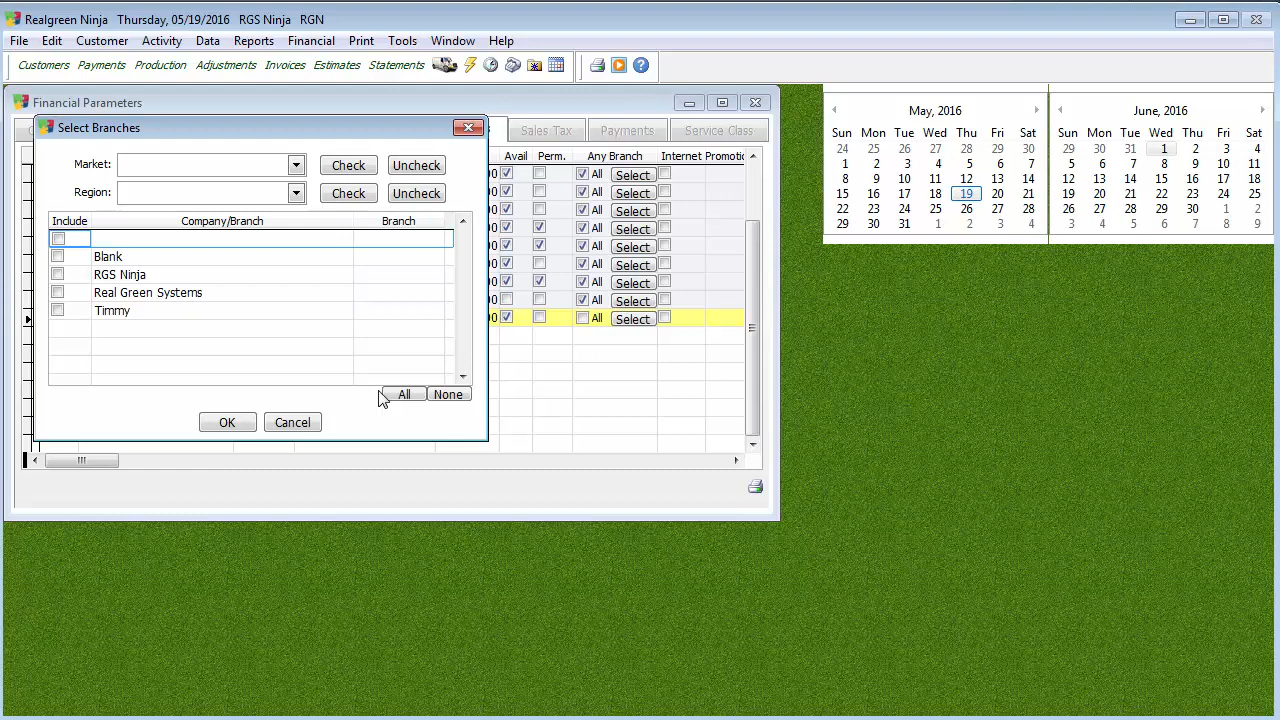 Realgreen Ninja Thursday, 05/19/2016 RGS Ninja RGN
File Edit Customer Activity Data Reports Financial Print Tools Window Help
Customers Payments Production Adjustments Invoices Estimates Statements
Financial Parameters
Sales Tax Payments Service Class
Avail Perm. Any Branch Internet
All Select
All Select
All Select
All Select
All Select
All Select
All Select
All Select
All Select
Select Branches
Market: Check Uncheck
Region: Check Uncheck
Include Company/Branch Branch
Blank
RGS Ninja
Real Green Systems
Timmy
All None
OK Cancel
May, 2016
Sun Mon Tue Wed Thu Fri Sat
24 25 26 27 28 29 30
1 2 3 4 5 6 7
8 9 10 11 12 13 14
15 16 17 18 19 20 21
22 23 24 25 26 27 28
29 30 31 1 2 3 4
June, 2016
Sun Mon Tue Wed Thu Fri Sat
29 30 31 1 2 3 4
5 6 7 8 9 10 11
12 13 14 15 16 17 18
19 20 21 22 23 24 25
26 27 28 29 30 1 2
3 4 5 6 7 8 9